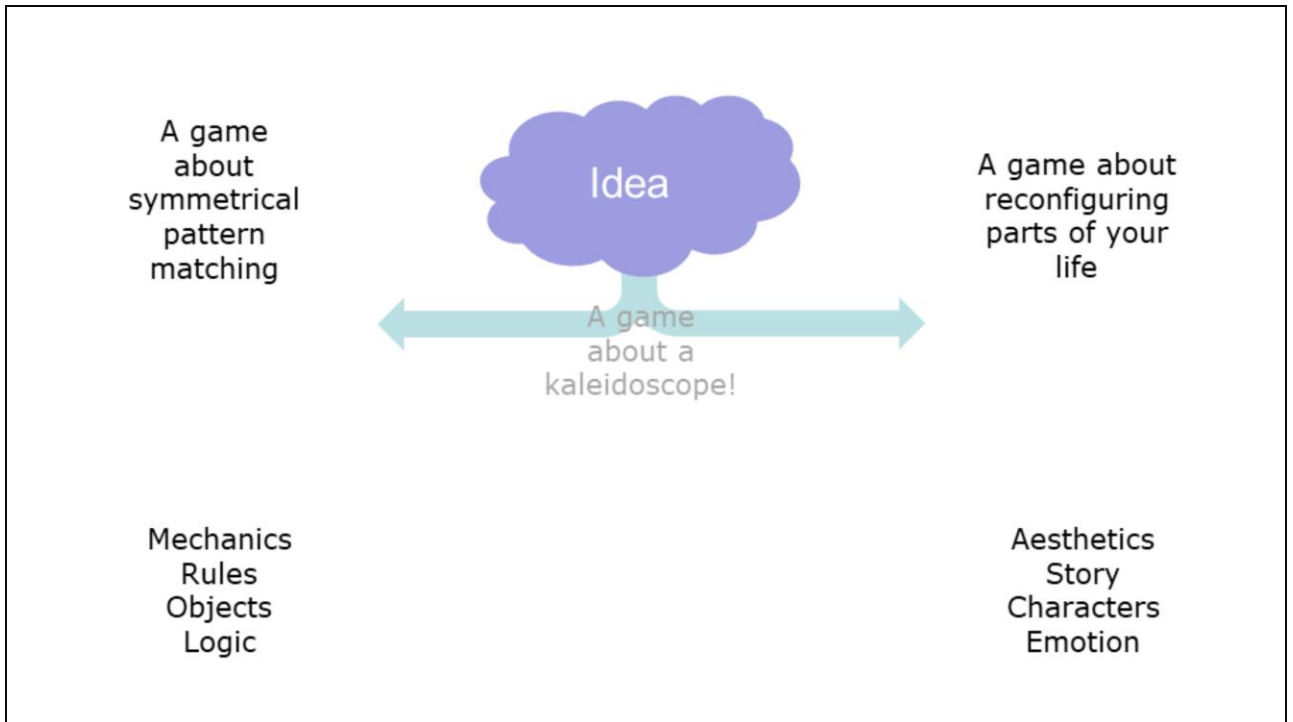 A game
about
symmetrical
pattern
matching
Idea
A game about
reconfiguring
parts of your
life
A game
about a
kaleidoscope!
Mechanics
Rules
Objects
Logic
Aesthetics
Story
Characters
Emotion